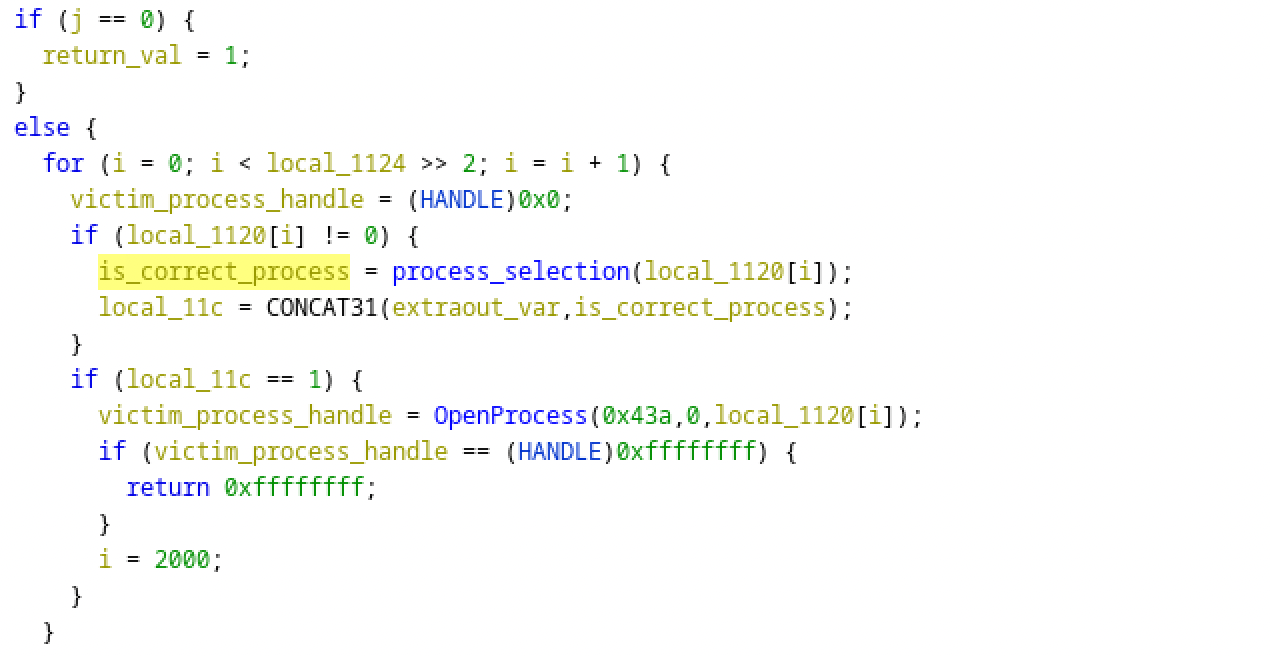 if (j == 0) {
  return_val = 1;
}
else {
  for (i = 0; i < local_1124 >> 2; i = i + 1) {
    victim_process_handle = (HANDLE)0x0;
    if (local_1120[i] != 0) {
      is_correct_process = process_selection(local_1120[i]);
      local_11c = CONCAT31(extraout_var,is_correct_process);
    }
    if (local_11c == 1) {
      victim_process_handle = OpenProcess(0x43a,0,local_1120[i]);
      if (victim_process_handle == (HANDLE)0xffffffff) {
        return 0xffffffff;
      }
      i = 2000;
    }
  }